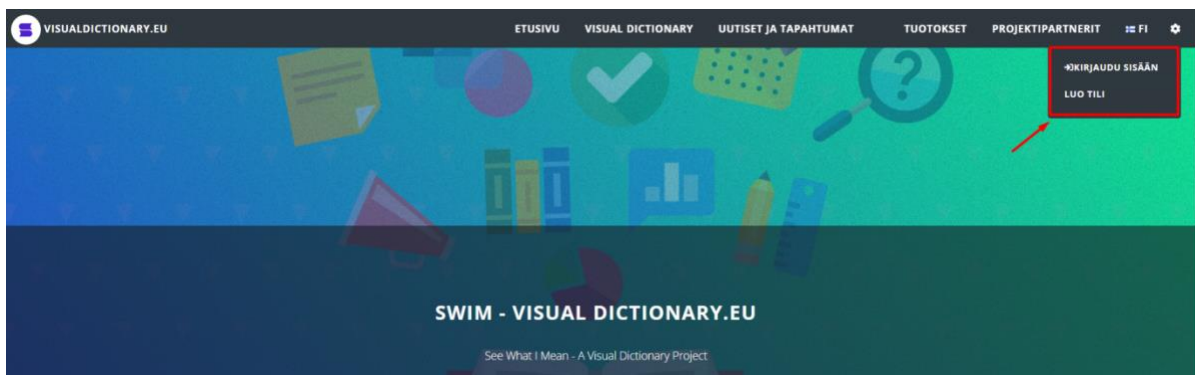 VISUALDICTIONARY.EU
ETUSIVU VISUAL DICTIONARY UUTISET JA TAPAHTUMAT TUOTOKSET PROJEKTIPARTNERIT FI
KIRJAUDU SISÄÄN
LUO TILI
SWIM - VISUAL DICTIONARY.EU
See What I Mean - A Visual Dictionary Project